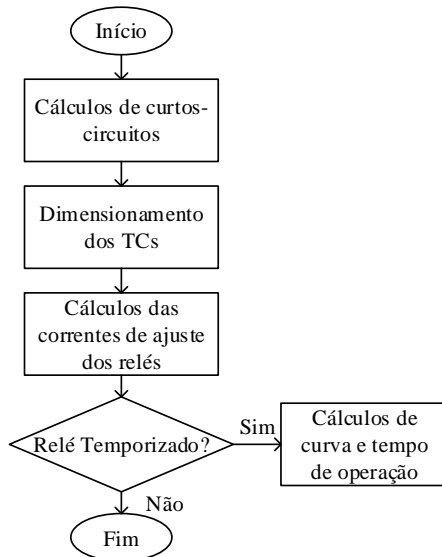 Início
Cálculos de curtos-
circuitos
Dimensionamento
dos TCs
Cálculos das
correntes de ajuste
dos relés
Relé Temporizado?
Sim
Cálculos de
curva e tempo
de operação
Não
Fim